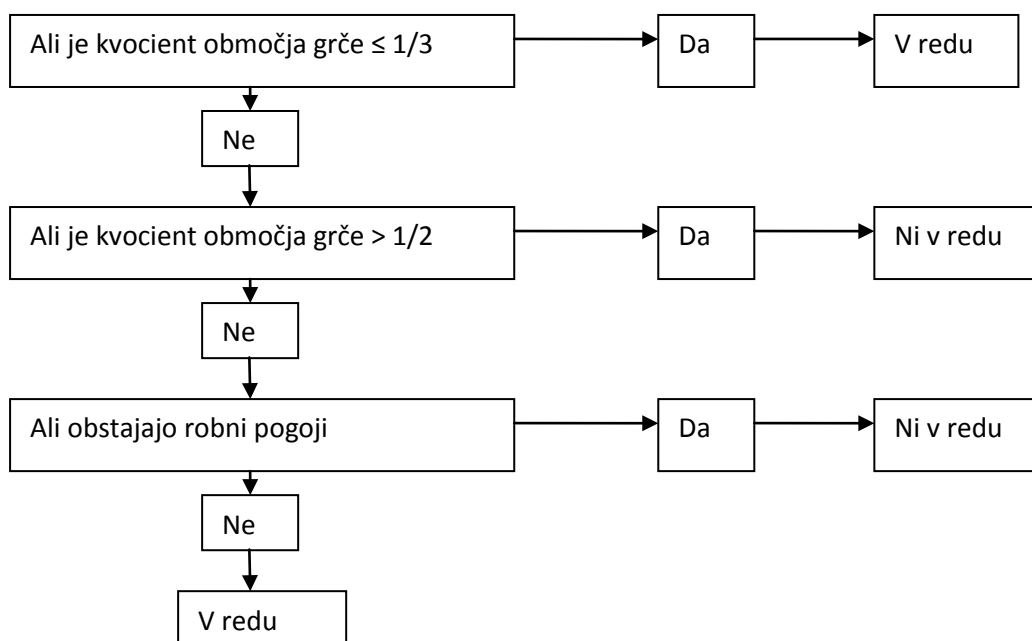 Ali je kvocient območja grče ≤ 1/3
Da
V redu
Ne
Ali je kvocient območja grče > 1/2
Da
Ni v redu
Ne
Ali obstajajo robni pogoji
Da
Ni v redu
Ne
V redu